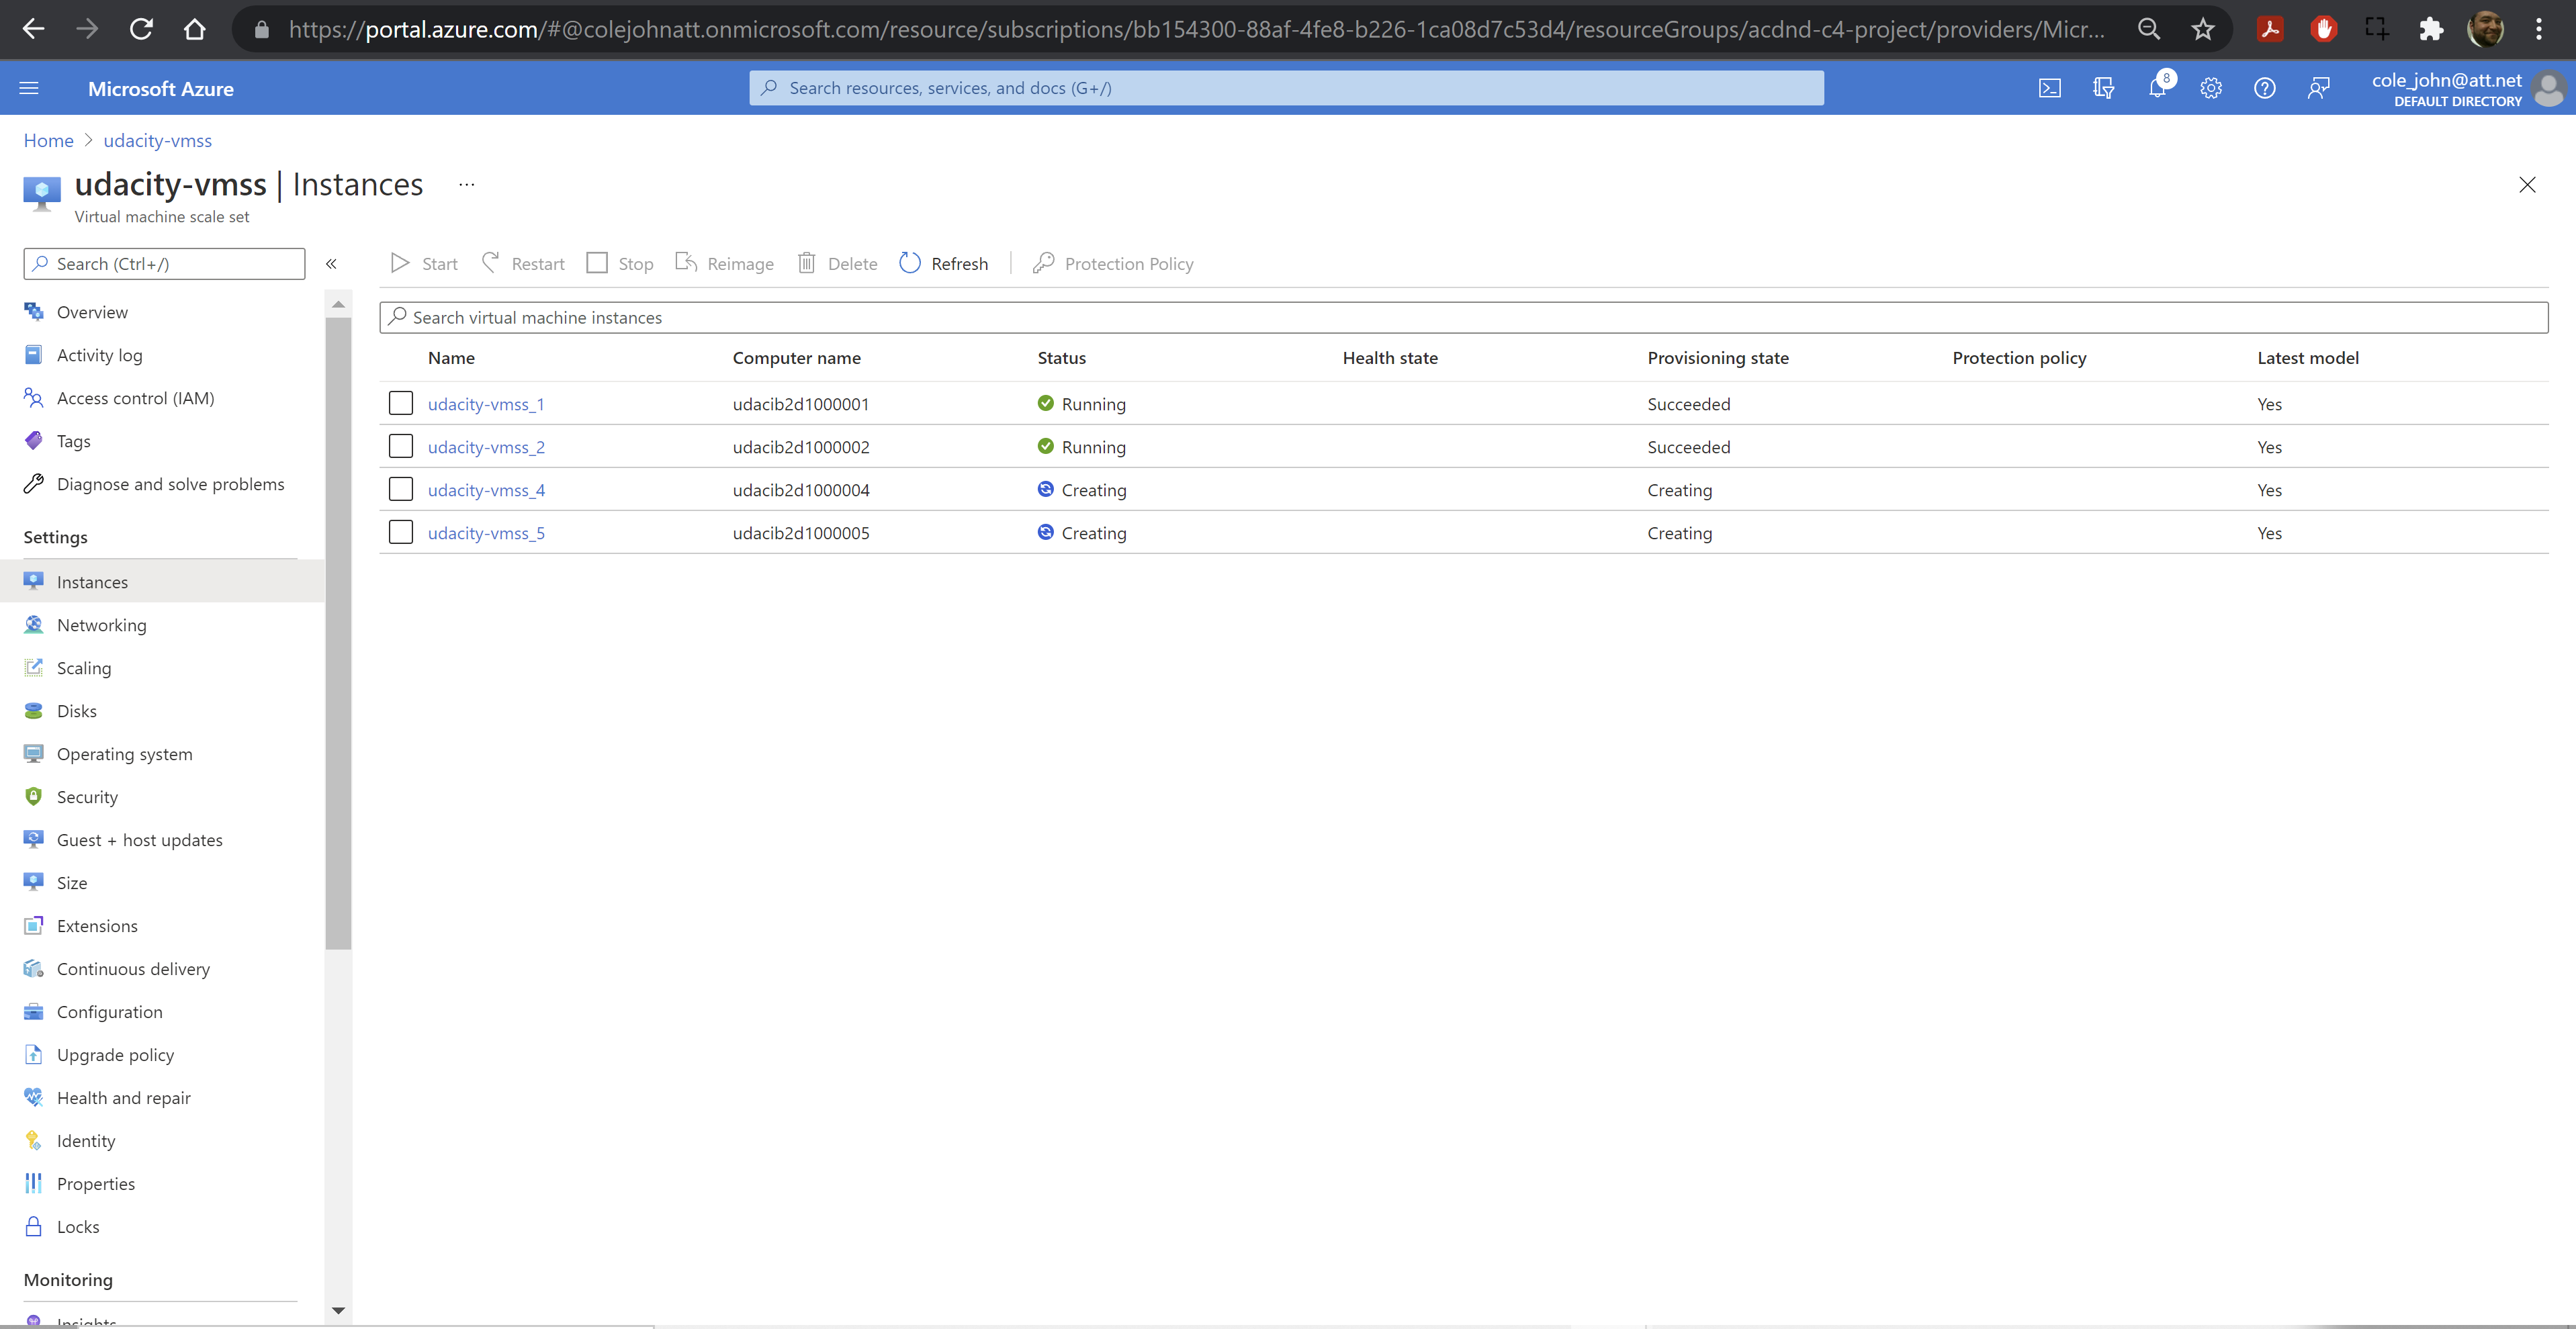 https://portal.azure.com/#@colejohnatt.onmicrosoft.com/resource/subscriptions/bb154300-88af-4fe8-b226-1ca08d7c53d4/resourceGroups/acdnd-c4-project/providers/Micr...
Microsoft Azure
Search resources, services, and docs (G+/)
8
cole_john@att.net
DEFAULT DIRECTORY
Home > udacity-vmss
udacity-vmss | Instances ...
Virtual machine scale set
Search (Ctrl+/)
«
Start Restart Stop Reimage Delete Refresh Protection Policy
Search virtual machine instances
Name Computer name Status Health state Provisioning state Protection policy Latest model
udacity-vmss_1 udacib2d1000001 Running Succeeded Yes
udacity-vmss_2 udacib2d1000002 Running Succeeded Yes
udacity-vmss_4 udacib2d1000004 Creating Creating Yes
udacity-vmss_5 udacib2d1000005 Creating Creating Yes
Overview
Activity log
Access control (IAM)
Tags
Diagnose and solve problems
Settings
Instances
Networking
Scaling
Disks
Operating system
Security
Guest + host updates
Size
Extensions
Continuous delivery
Configuration
Upgrade policy
Health and repair
Identity
Properties
Locks
Monitoring
Insights